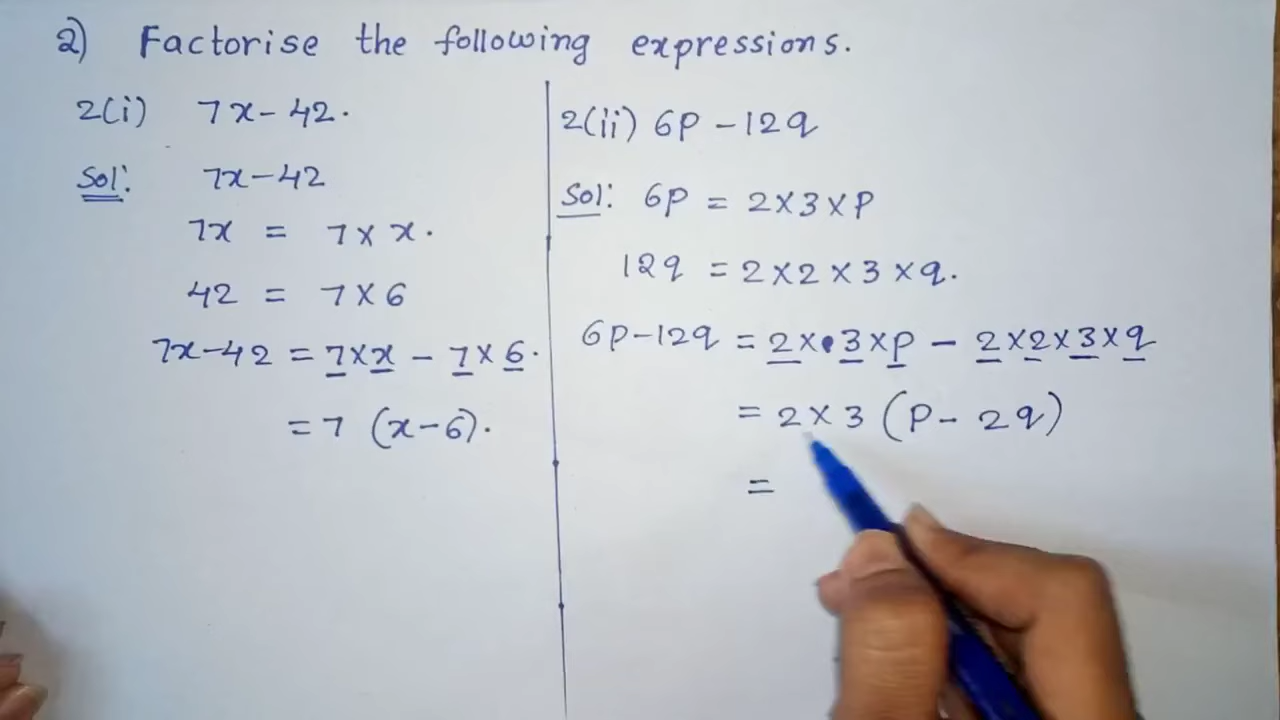 2) Factorise the following expressions.
2(i) 7x-42.
Sol: 7x-42
7x = 7×x.
42 = 7×6
7x-42 = 7×x - 7×6.
= 7 (x-6).
2(ii) 6p-12q
Sol: 6p = 2×3×p
12q = 2×2×3×q.
6p-12q = 2×3×p - 2×2×3×q
= 2×3 (p-2q)
=